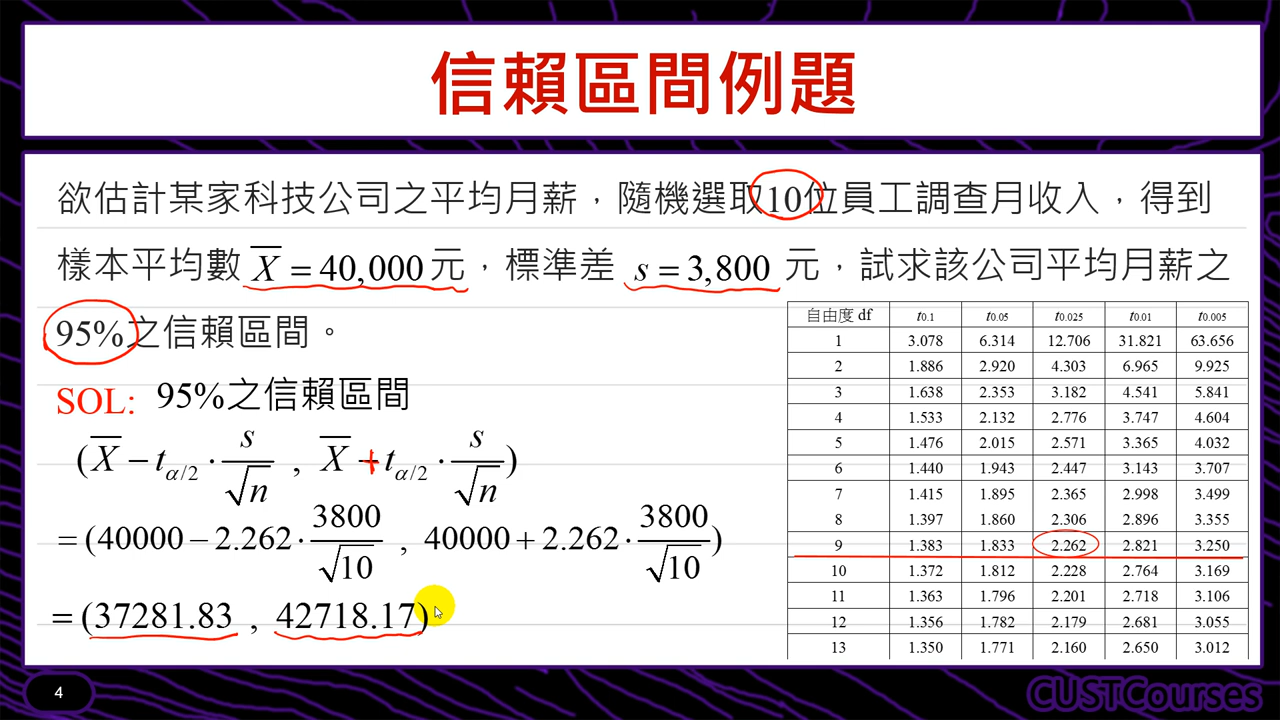 信賴區間例題
欲估計某家科技公司之平均月薪，隨機選取10位員工調查月收入，得到
樣本平均數 X̄ = 40,000 元，標準差 s = 3,800 元，試求該公司平均月薪之
95%之信賴區間。
SOL: 95%之信賴區間
(X̄ − t_{α/2} · s/√n , X̄ + t_{α/2} · s/√n)
= (40000 − 2.262 · 3800/√10 , 40000 + 2.262 · 3800/√10)
= (37281.83 , 42718.17)
自由度 df t0.1 t0.05 t0.025 t0.01 t0.005
1 3.078 6.314 12.706 31.821 63.656
2 1.886 2.920 4.303 6.965 9.925
3 1.638 2.353 3.182 4.541 5.841
4 1.533 2.132 2.776 3.747 4.604
5 1.476 2.015 2.571 3.365 4.032
6 1.440 1.943 2.447 3.143 3.707
7 1.415 1.895 2.365 2.998 3.499
8 1.397 1.860 2.306 2.896 3.355
9 1.383 1.833 2.262 2.821 3.250
10 1.372 1.812 2.228 2.764 3.169
11 1.363 1.796 2.201 2.718 3.106
12 1.356 1.782 2.179 2.681 3.055
13 1.350 1.771 2.160 2.650 3.012
4
CUSTCourses